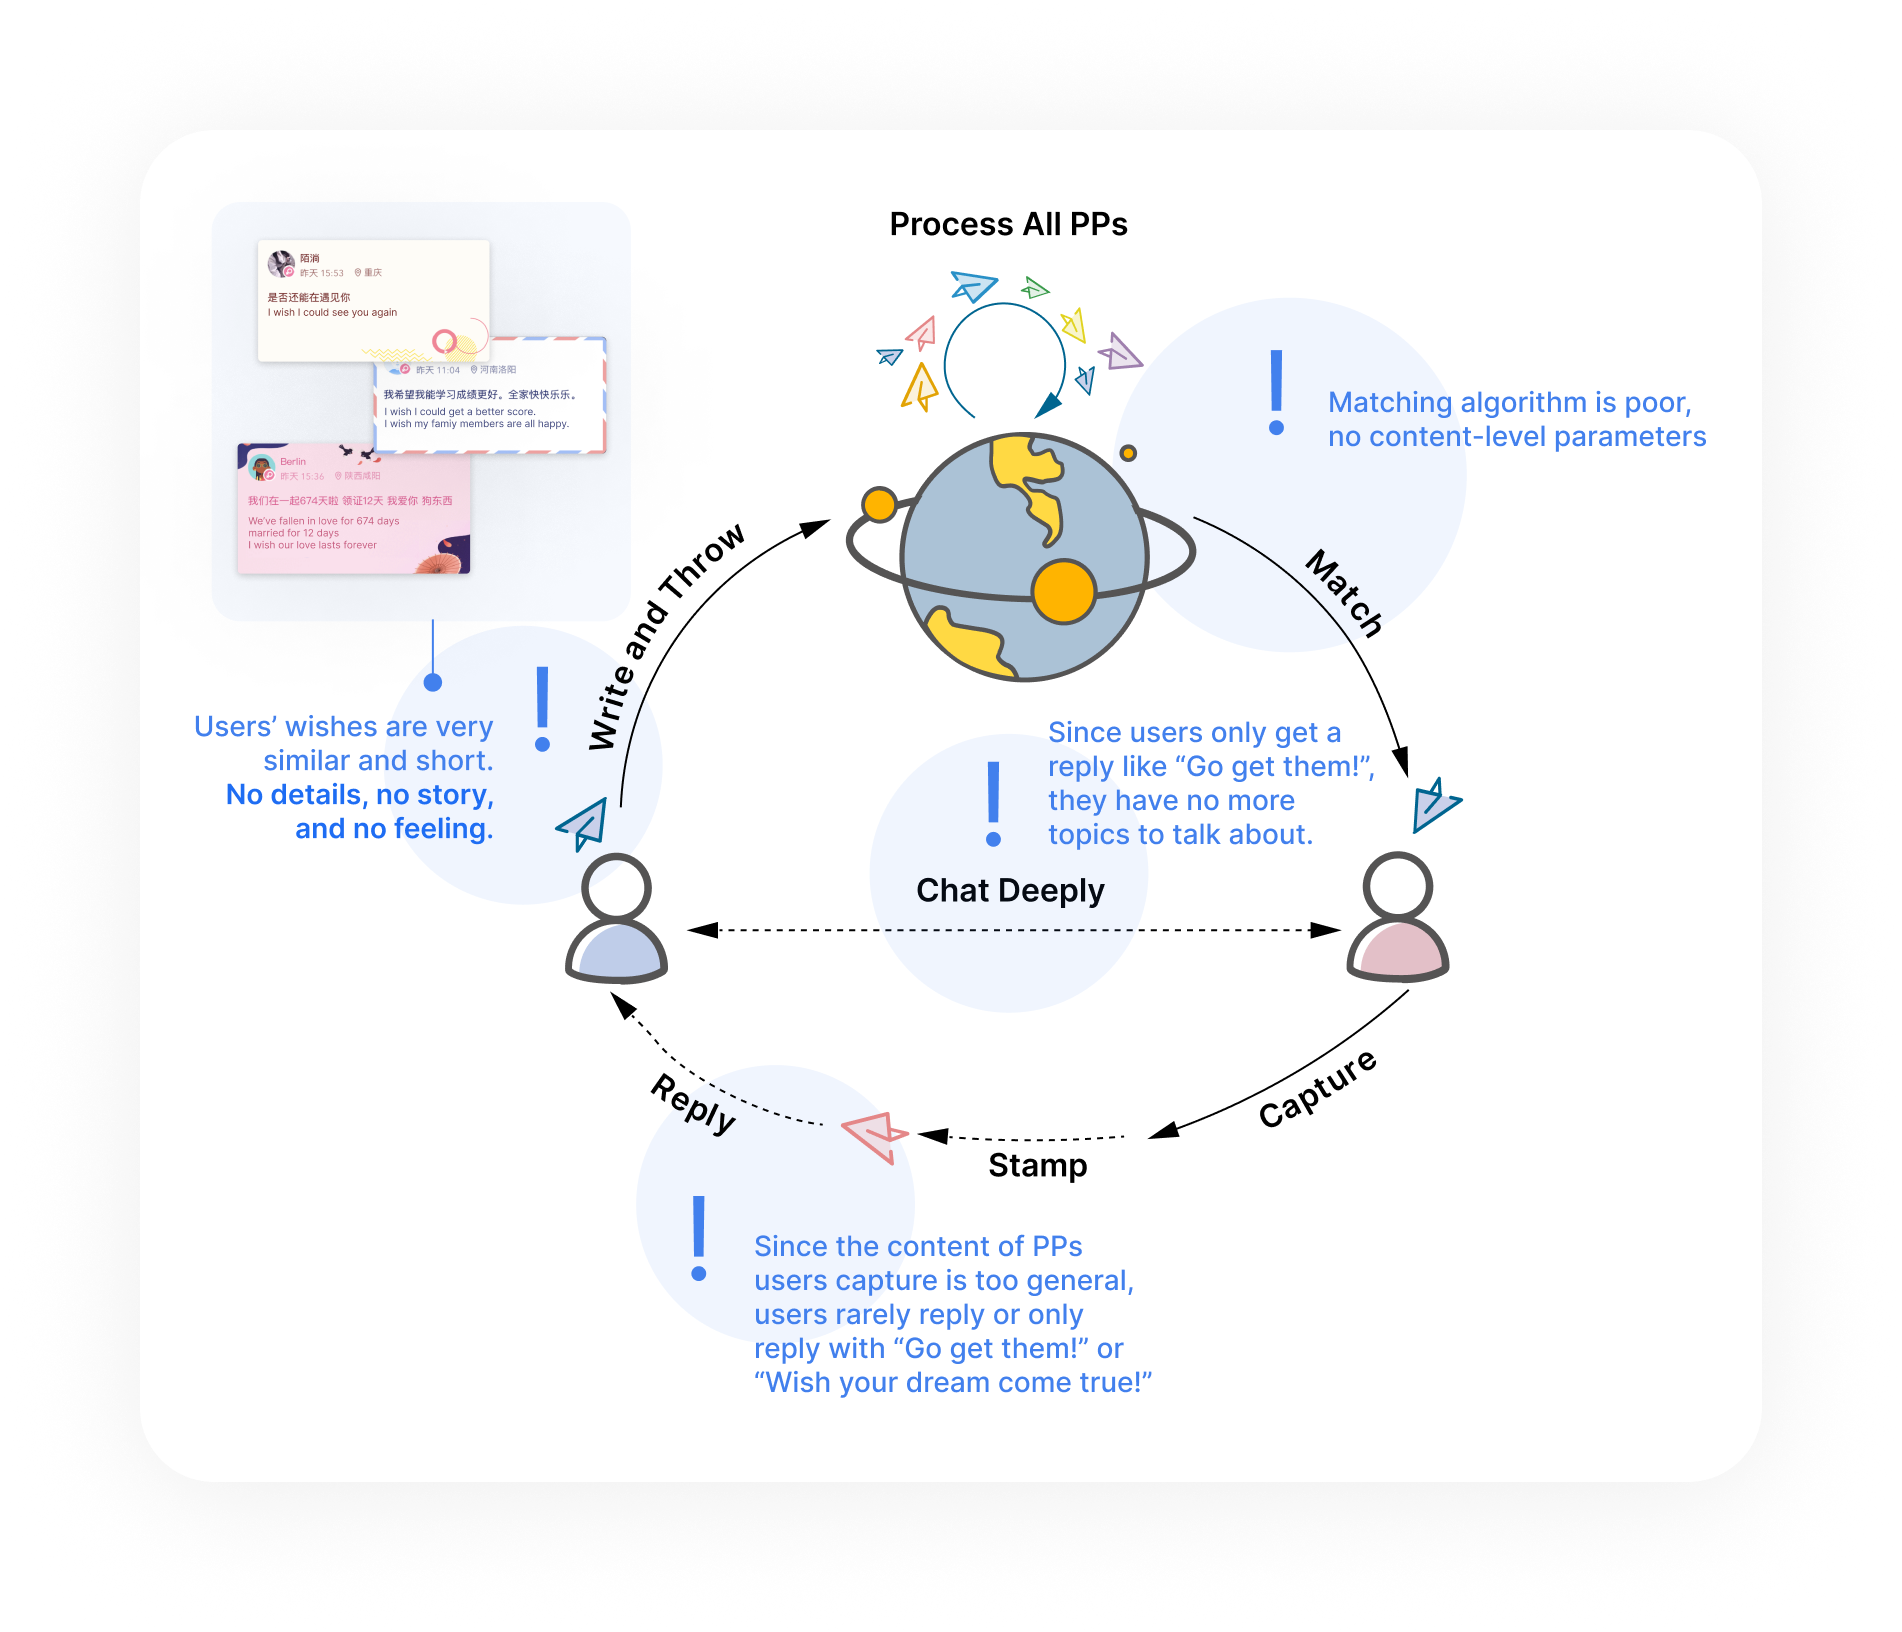 Process All PPs
陌淌
昨天 15:53 重庆
是否还能在遇见你
I wish I could see you again
昨天 11:04 河南洛阳
我希望我能学习成绩更好。全家快快乐乐。
I wish I could get a better score.
I wish my famiy members are all happy.
Berlin
昨天 15:36 陕西咸阳
我们在一起674天啦 领证12天 我爱你 狗东西
We've fallen in love for 674 days
married for 12 days
I wish our love lasts forever
Matching algorithm is poor,
no content-level parameters
Write and Throw
Match
Users’ wishes are very
similar and short.
No details, no story,
and no feeling.
Since users only get a
reply like “Go get them!”,
they have no more
topics to talk about.
Chat Deeply
Reply
Capture
Stamp
Since the content of PPs
users capture is too general,
users rarely reply or only
reply with “Go get them!” or
“Wish your dream come true!”